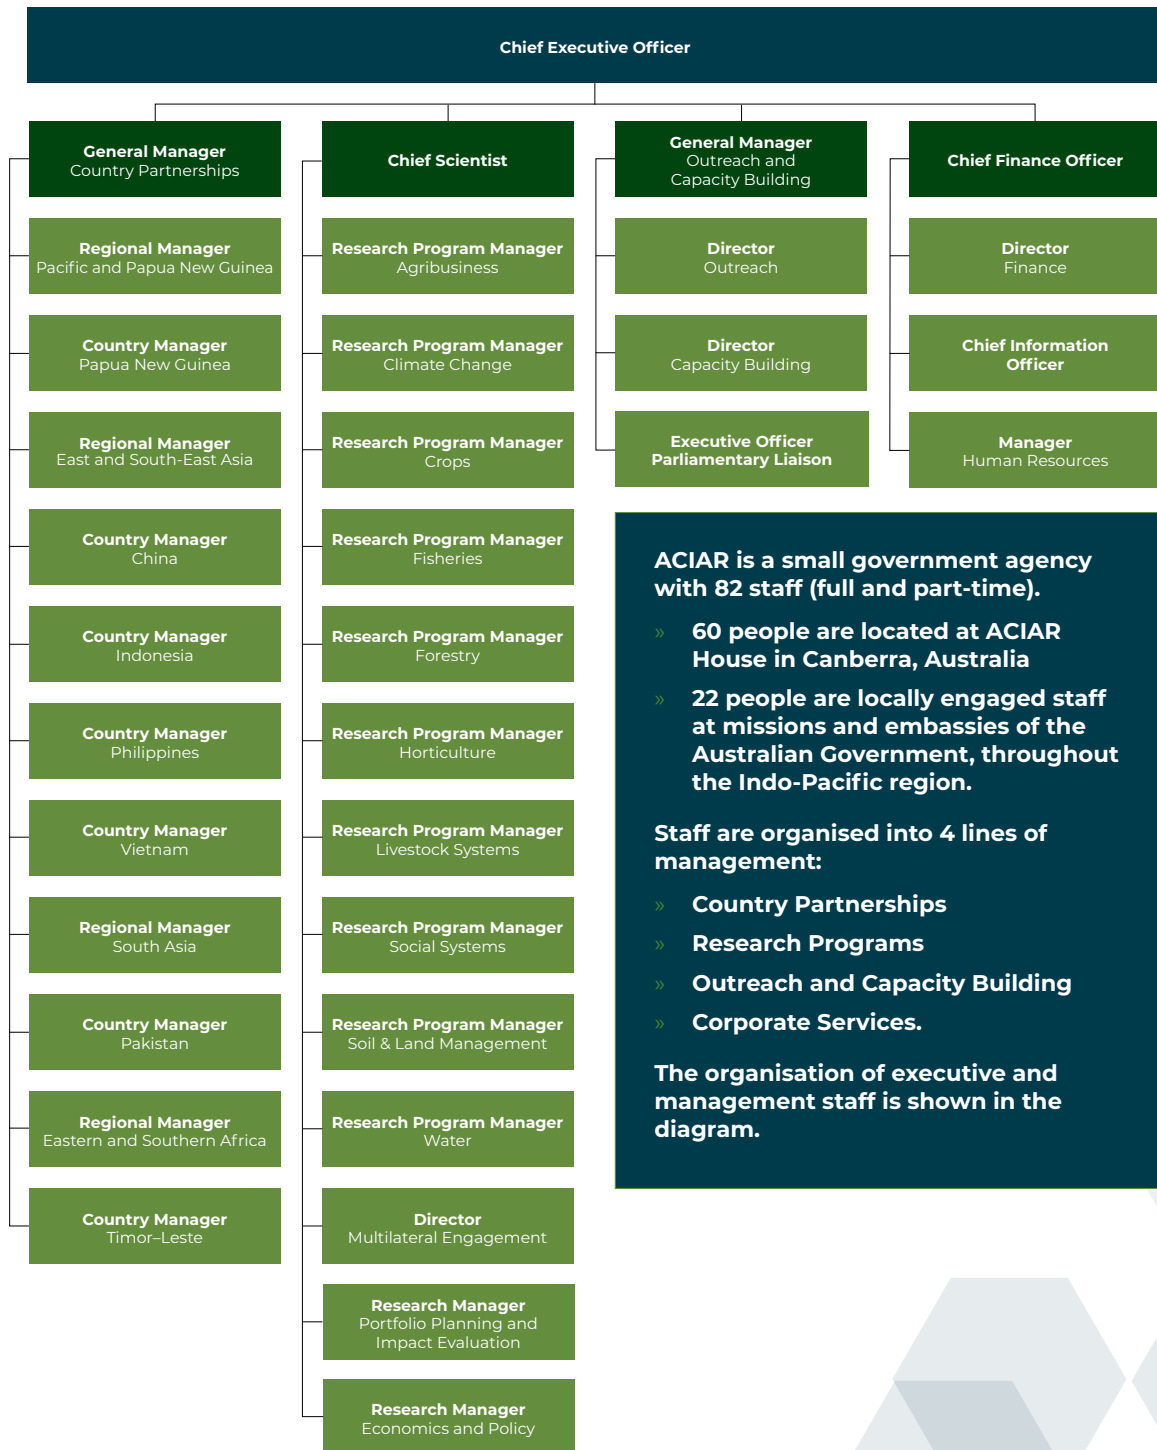 Chief Executive Officer
General Manager
Country Partnerships
Regional Manager
Pacific and Papua New Guinea
Country Manager
Papua New Guinea
Regional Manager
East and South-East Asia
Country Manager
China
Country Manager
Indonesia
Country Manager
Philippines
Country Manager
Vietnam
Regional Manager
South Asia
Country Manager
Pakistan
Regional Manager
Eastern and Southern Africa
Country Manager
Timor–Leste
Chief Scientist
Research Program Manager
Agribusiness
Research Program Manager
Climate Change
Research Program Manager
Crops
Research Program Manager
Fisheries
Research Program Manager
Forestry
Research Program Manager
Horticulture
Research Program Manager
Livestock Systems
Research Program Manager
Social Systems
Research Program Manager
Soil & Land Management
Research Program Manager
Water
Director
Multilateral Engagement
Research Manager
Portfolio Planning and
Impact Evaluation
Research Manager
Economics and Policy
General Manager
Outreach and
Capacity Building
Director
Outreach
Director
Capacity Building
Executive Officer
Parliamentary Liaison
Chief Finance Officer
Director
Finance
Chief Information
Officer
Manager
Human Resources
ACIAR is a small government agency
with 82 staff (full and part-time).
» 60 people are located at ACIAR
House in Canberra, Australia
» 22 people are locally engaged staff
at missions and embassies of the
Australian Government, throughout
the Indo-Pacific region.
Staff are organised into 4 lines of
management:
» Country Partnerships
» Research Programs
» Outreach and Capacity Building
» Corporate Services.
The organisation of executive and
management staff is shown in the
diagram.